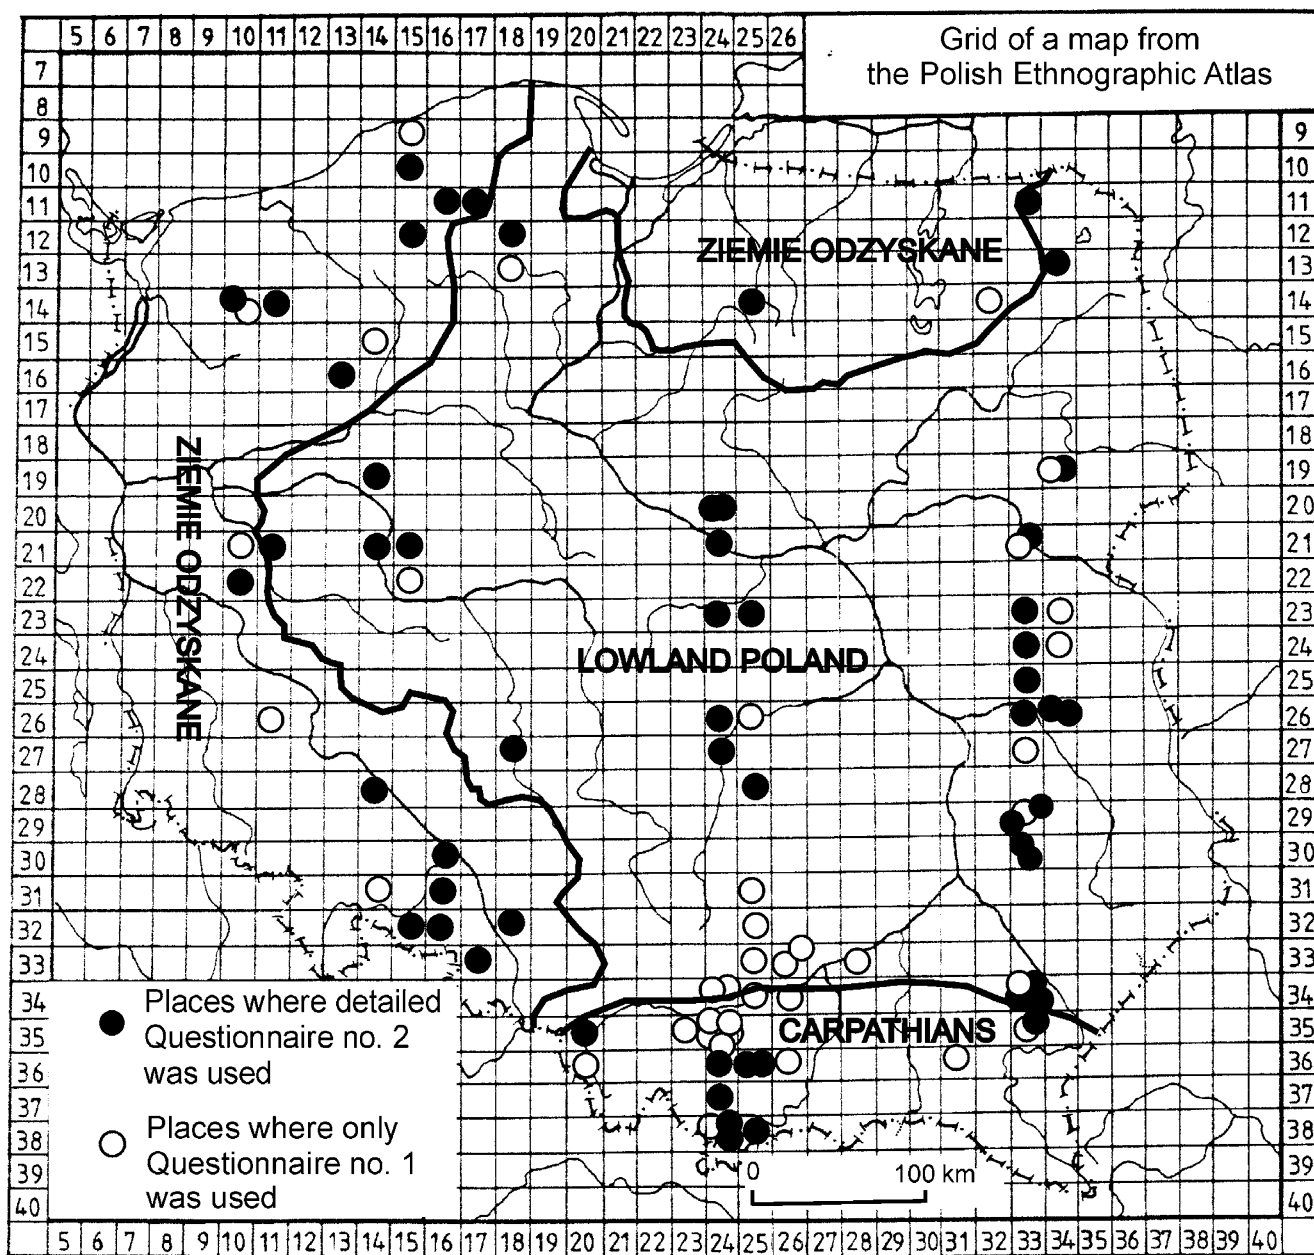 5 6 7 8 9 10 11 12 13 14 15 16 17 18 19 20 21 22 23 24 25 26
Grid of a map from
the Polish Ethnographic Atlas
7
8
9 9
10 10
11 11
12 12
ZIEMIE ODZYSKANE
13 13
14 14
15 15
16 16
17 17
18 18
ZIEMIE ODZYSKANE
19 19
20 20
21 21
22 22
23 23
LOWLAND POLAND
24 24
25 25
26 26
27 27
28 28
29 29
30 30
31 31
32 32
33 33
34 34
Places where detailed
Questionnaire no. 2
was used
CARPATHIANS
35 35
36 36
37 37
Places where only
Questionnaire no. 1
was used
38 38
39 39
0 100 km
40 40
5 6 7 8 9 10 11 12 13 14 15 16 17 18 19 20 21 22 23 24 25 26 27 28 29 30 31 32 33 34 35 36 37 38 39 40